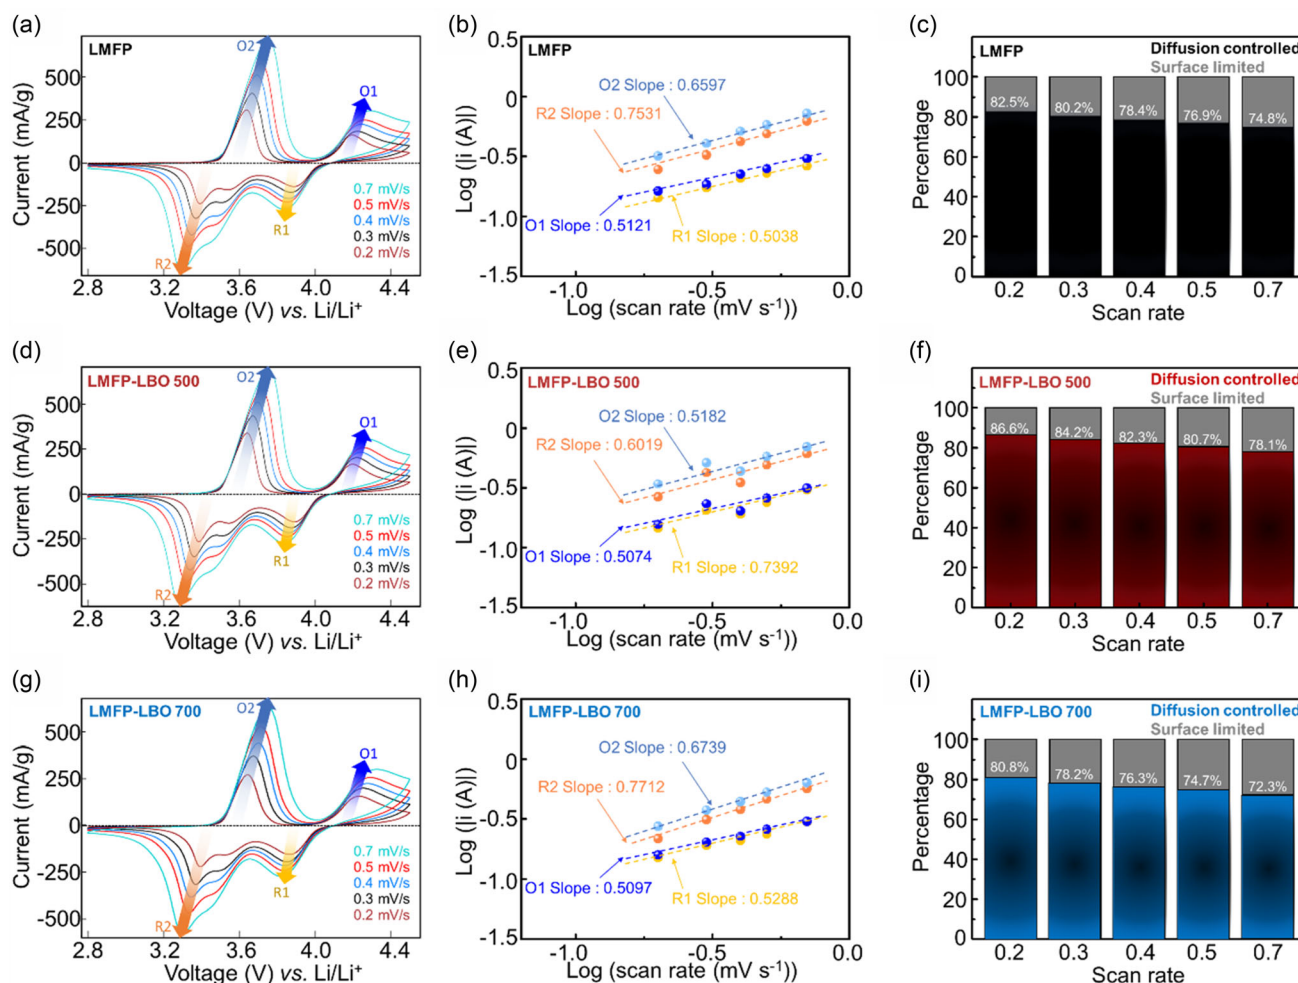 (a)
LMFP
O2
O1
R2
R1
0.7 mV/s
0.5 mV/s
0.4 mV/s
0.3 mV/s
0.2 mV/s
500
250
0
-250
-500
Current (mA/g)
2.8 3.2 3.6 4.0 4.4
Voltage (V) vs. Li/Li⁺
(b)
LMFP
O2 Slope : 0.6597
R2 Slope : 0.7531
O1 Slope : 0.5121
R1 Slope : 0.5038
0.5
0.0
-0.5
-1.0
-1.5
Log (|i (A)|)
-1.0 -0.5 0.0
Log (scan rate (mV s⁻¹))
(c)
LMFP
Diffusion controlled
Surface limited
82.5% 80.2% 78.4% 76.9% 74.8%
100
80
60
40
20
0
Percentage
0.2 0.3 0.4 0.5 0.7
Scan rate
(d)
LMFP-LBO 500
O2
O1
R2
R1
0.7 mV/s
0.5 mV/s
0.4 mV/s
0.3 mV/s
0.2 mV/s
500
250
0
-250
-500
Current (mA/g)
2.8 3.2 3.6 4.0 4.4
Voltage (V) vs. Li/Li⁺
(e)
LMFP-LBO 500
O2 Slope : 0.5182
R2 Slope : 0.6019
O1 Slope : 0.5074
R1 Slope : 0.7392
0.5
0.0
-0.5
-1.0
-1.5
Log (|i (A)|)
-1.0 -0.5 0.0
Log (scan rate (mV s⁻¹))
(f)
LMFP-LBO 500
Diffusion controlled
Surface limited
86.6% 84.2% 82.3% 80.7% 78.1%
100
80
60
40
20
0
Percentage
0.2 0.3 0.4 0.5 0.7
Scan rate
(g)
LMFP-LBO 700
O2
O1
R2
R1
0.7 mV/s
0.5 mV/s
0.4 mV/s
0.3 mV/s
0.2 mV/s
500
250
0
-250
-500
Current (mA/g)
2.8 3.2 3.6 4.0 4.4
Voltage (V) vs. Li/Li⁺
(h)
LMFP-LBO 700
O2 Slope : 0.6739
R2 Slope : 0.7712
O1 Slope : 0.5097
R1 Slope : 0.5288
0.5
0.0
-0.5
-1.0
-1.5
Log (|i (A)|)
-1.0 -0.5 0.0
Log (scan rate (mV s⁻¹))
(i)
LMFP-LBO 700
Diffusion controlled
Surface limited
80.8% 78.2% 76.3% 74.7% 72.3%
100
80
60
40
20
0
Percentage
0.2 0.3 0.4 0.5 0.7
Scan rate